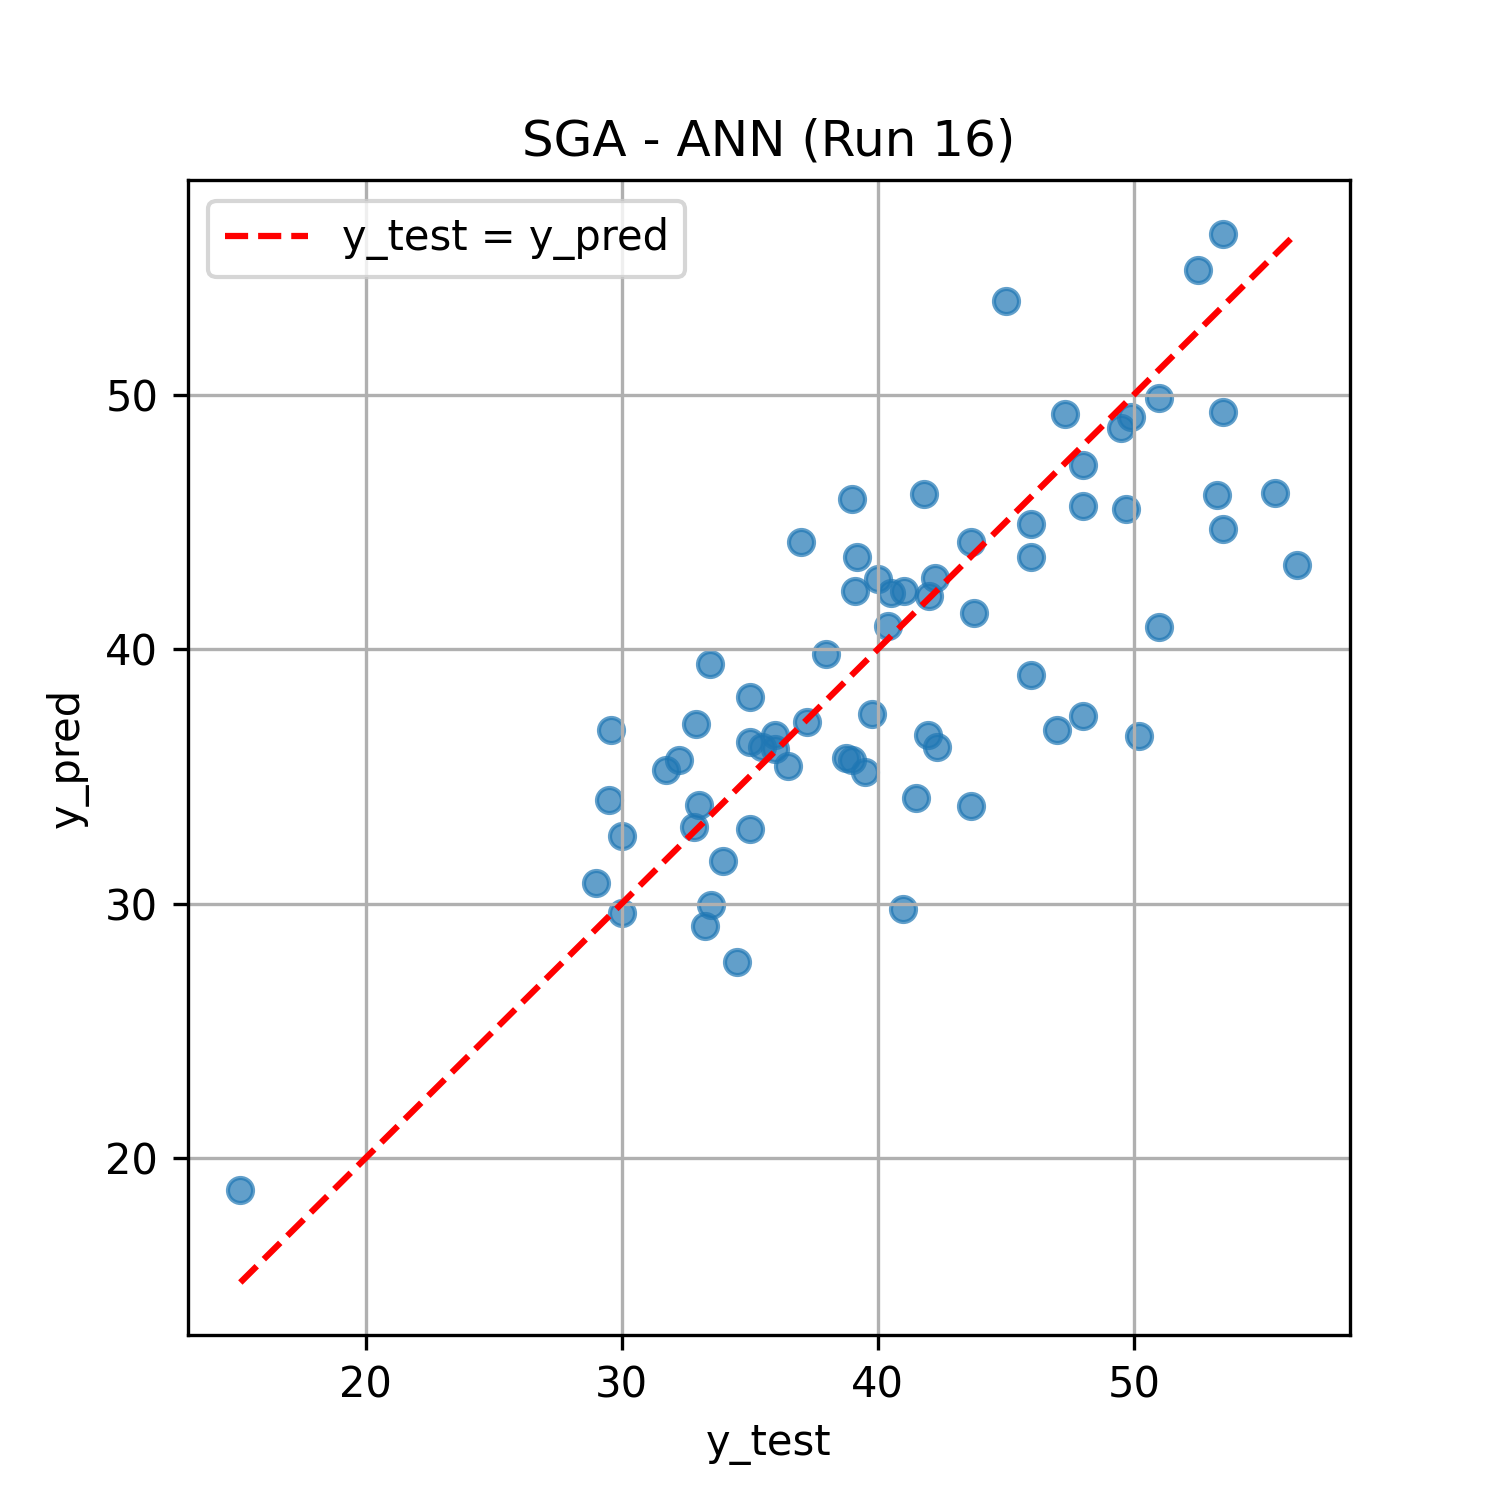 SGA - ANN (Run 16)
y_test = y_pred
50
40
30
20
y_pred
20 30 40 50
y_test